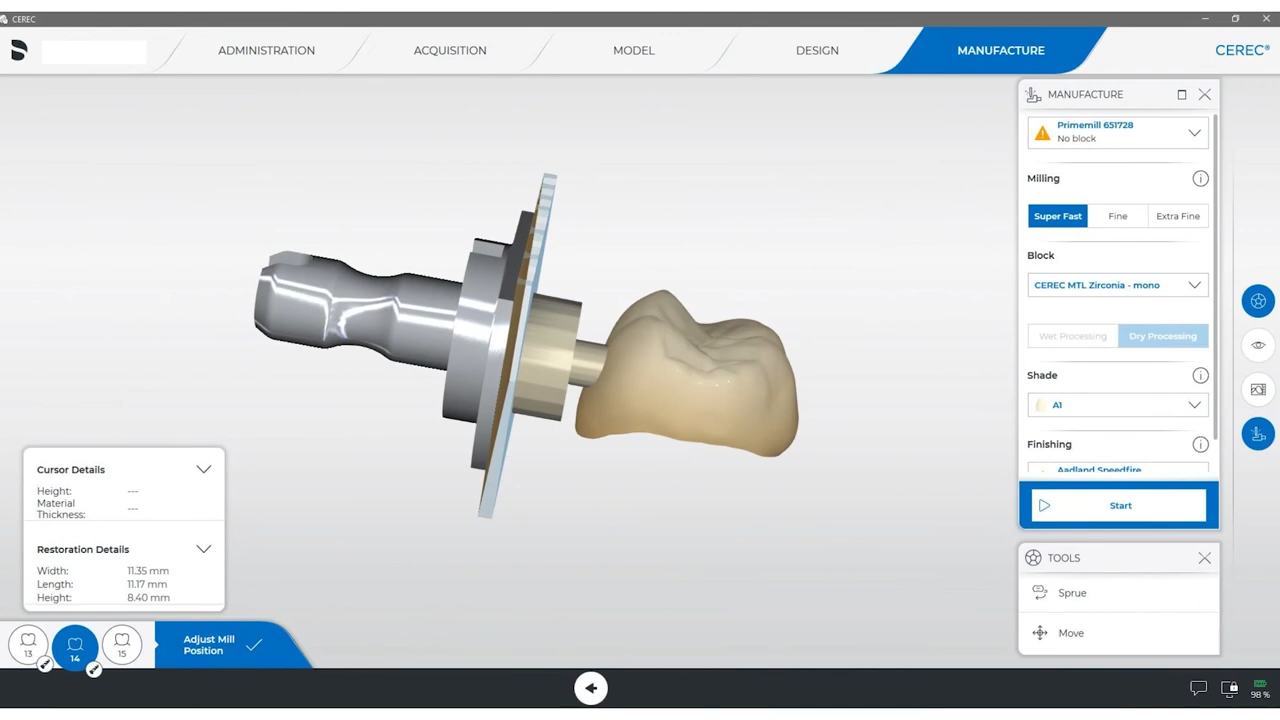 CEREC
ADMINISTRATION
ACQUISITION
MODEL
DESIGN
MANUFACTURE
CEREC®
MANUFACTURE
Primemill 651728
No block
Milling
Super Fast
Fine
Extra Fine
Block
CEREC MTL Zirconia - mono
Wet Processing
Dry Processing
Shade
A1
Finishing
Aadland Speedfire
Start
TOOLS
Sprue
Move
Cursor Details
Height: ---
Material
Thickness: ---
Restoration Details
Width: 11.35 mm
Length: 11.17 mm
Height: 8.40 mm
13
14
15
Adjust Mill
Position
98 %